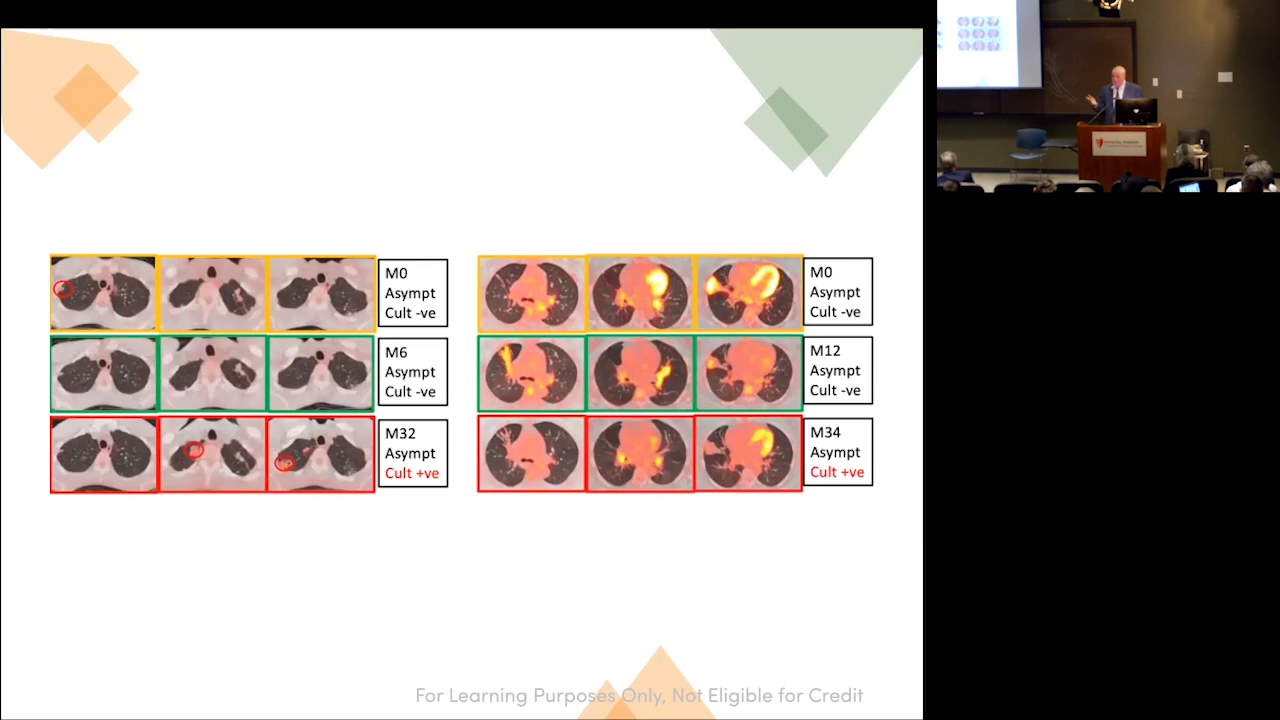 M0
Asympt
Cult -ve
M6
Asympt
Cult -ve
M32
Asympt
Cult +ve
M0
Asympt
Cult -ve
M12
Asympt
Cult -ve
M34
Asympt
Cult +ve
For Learning Purposes Only, Not Eligible for Credit